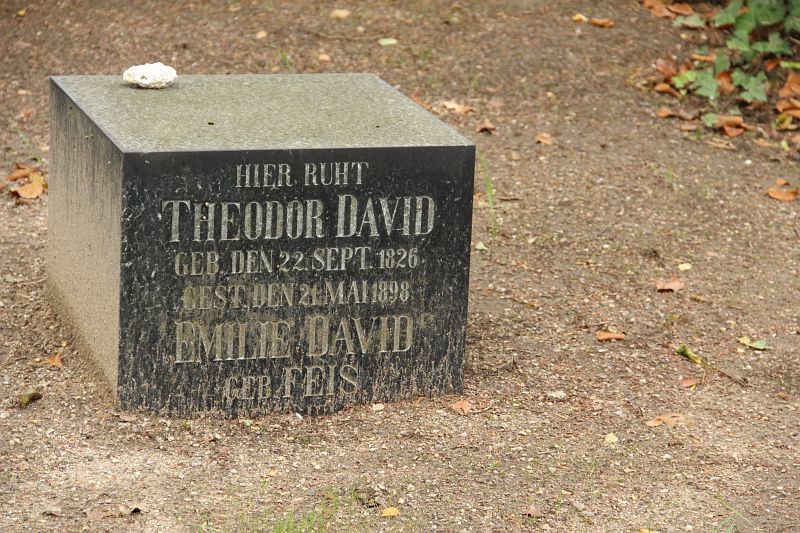 HIER RUHT
THEODOR DAVID
GEB. DEN 22. SEPT. 1826
GEST. DEN 21. MAI 1898
EMILIE DAVID
GEB. FEIS